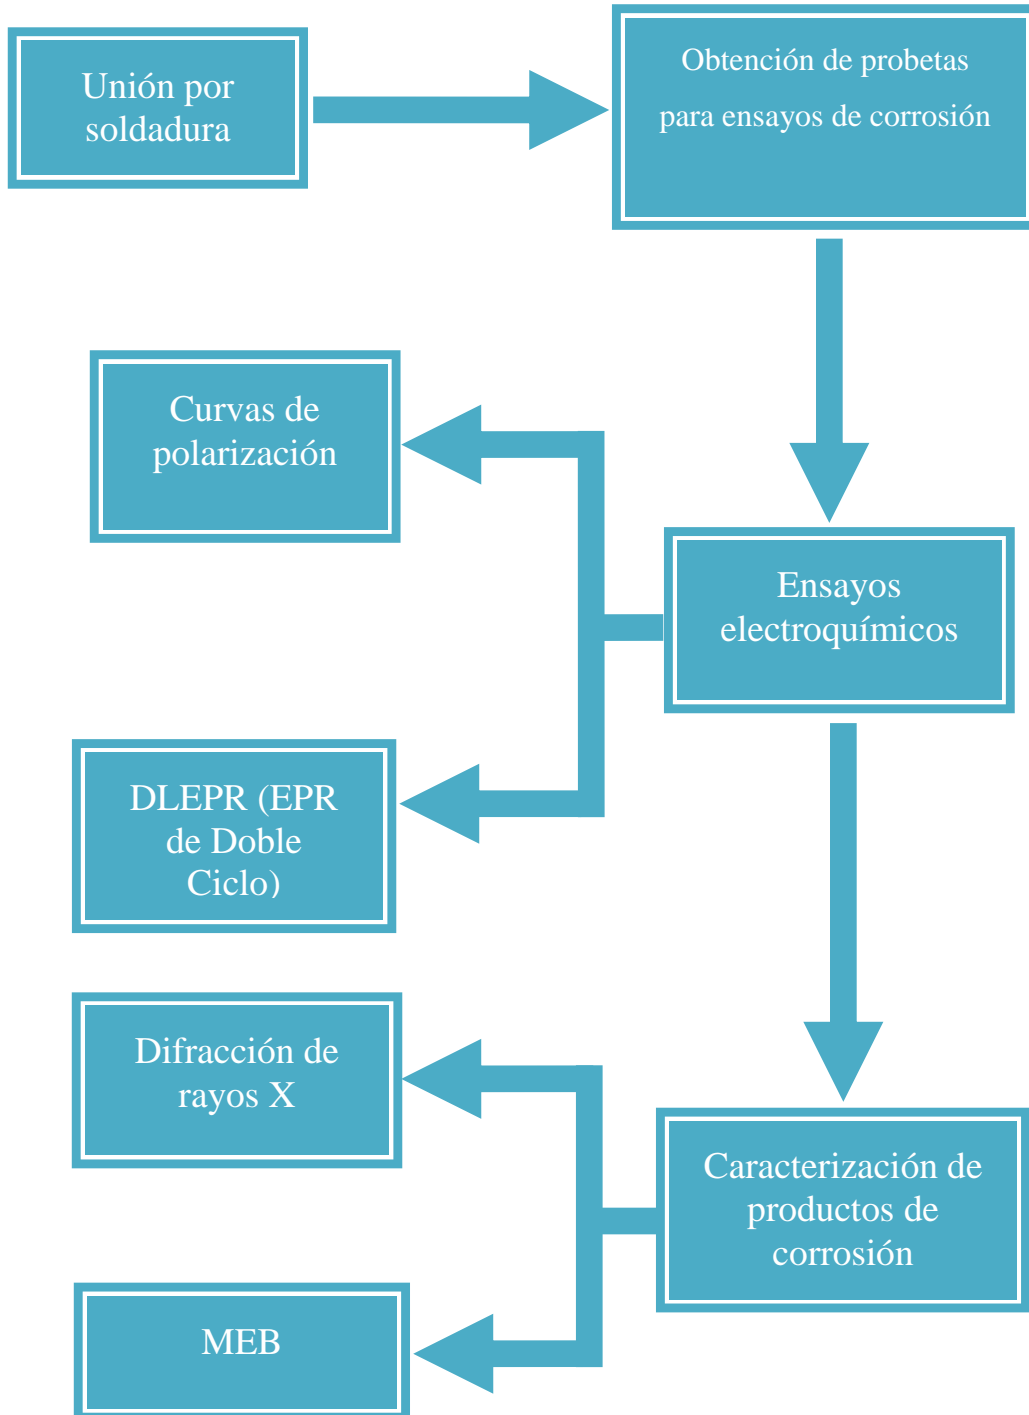 Unión por
soldadura
Obtención de probetas
para ensayos de corrosión
Curvas de
polarización
Ensayos
electroquímicos
DLEPR (EPR
de Doble
Ciclo)
Difracción de
rayos X
Caracterización de
productos de
corrosión
MEB